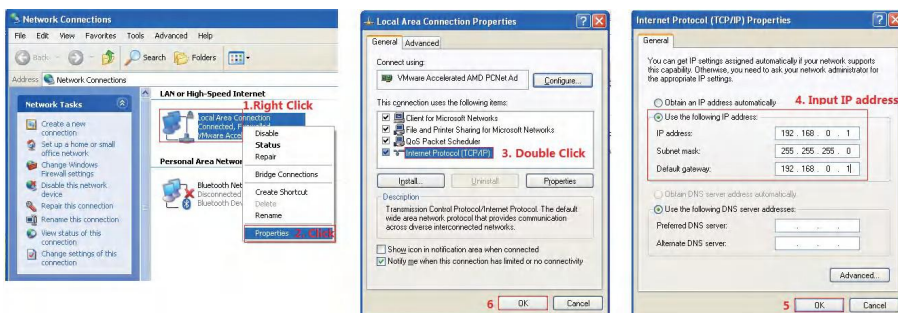 Network Connections
File Edit View Favorites Tools Advanced Help
Back Search Folders
Address Network Connections
Network Tasks
Create a new
connection
Set up a home or small
office network
Change Windows
Firewall settings
Disable this network
device
Repair this connection
Rename this connection
View status of this
connection
Change settings of this
connection
LAN or High-Speed Internet
1.Right Click
Local Area Connection
Connected,
VMware
Personal Area
Bluetooth
Disconnected
Bluetooth
Disable
Status
Repair
Bridge Connections
Create Shortcut
Delete
Rename
Properties 2. Click
Local Area Connection Properties
General Advanced
Connect using:
VMware Accelerated AMD PCNet Ad Configure...
This connection uses the following items:
Client for Microsoft Networks
File and Printer Sharing for Microsoft Networks
QoS Packet Scheduler
Internet Protocol (TCP/IP) 3. Double Click
Install... Uninstall Properties
Description
Transmission Control Protocol/Internet Protocol. The default
wide area network protocol that provides communication
across diverse interconnected networks.
Show icon in notification area when connected
Notify me when this connection has limited or no connectivity
6 OK Cancel
Internet Protocol (TCP/IP) Properties
General
You can get IP settings assigned automatically if your network supports
this capability. Otherwise, you need to ask your network administrator for
the appropriate IP settings.
Obtain an IP address automatically 4. Input IP address
Use the following IP address:
IP address: 192 . 168 . 0 . 1
Subnet mask: 255 . 255 . 255 . 0
Default gateway: 192 . 168 . 0 . 1
Obtain DNS server address automatically
Use the following DNS server addresses:
Preferred DNS server: . . .
Alternate DNS server: . . .
Advanced...
5 OK Cancel